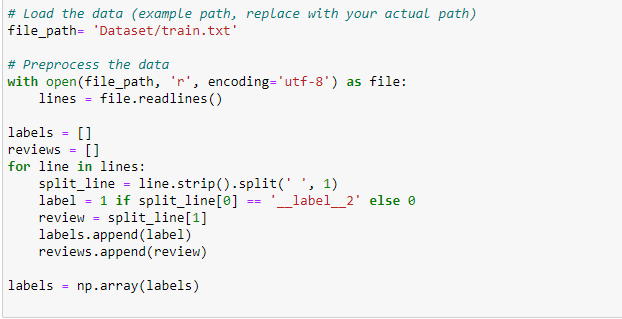 # Load the data (example path, replace with your actual path)
file_path= 'Dataset/train.txt'

# Preprocess the data
with open(file_path, 'r', encoding='utf-8') as file:
    lines = file.readlines()

labels = []
reviews = []
for line in lines:
    split_line = line.strip().split(' ', 1)
    label = 1 if split_line[0] == '__label__2' else 0
    review = split_line[1]
    labels.append(label)
    reviews.append(review)

labels = np.array(labels)